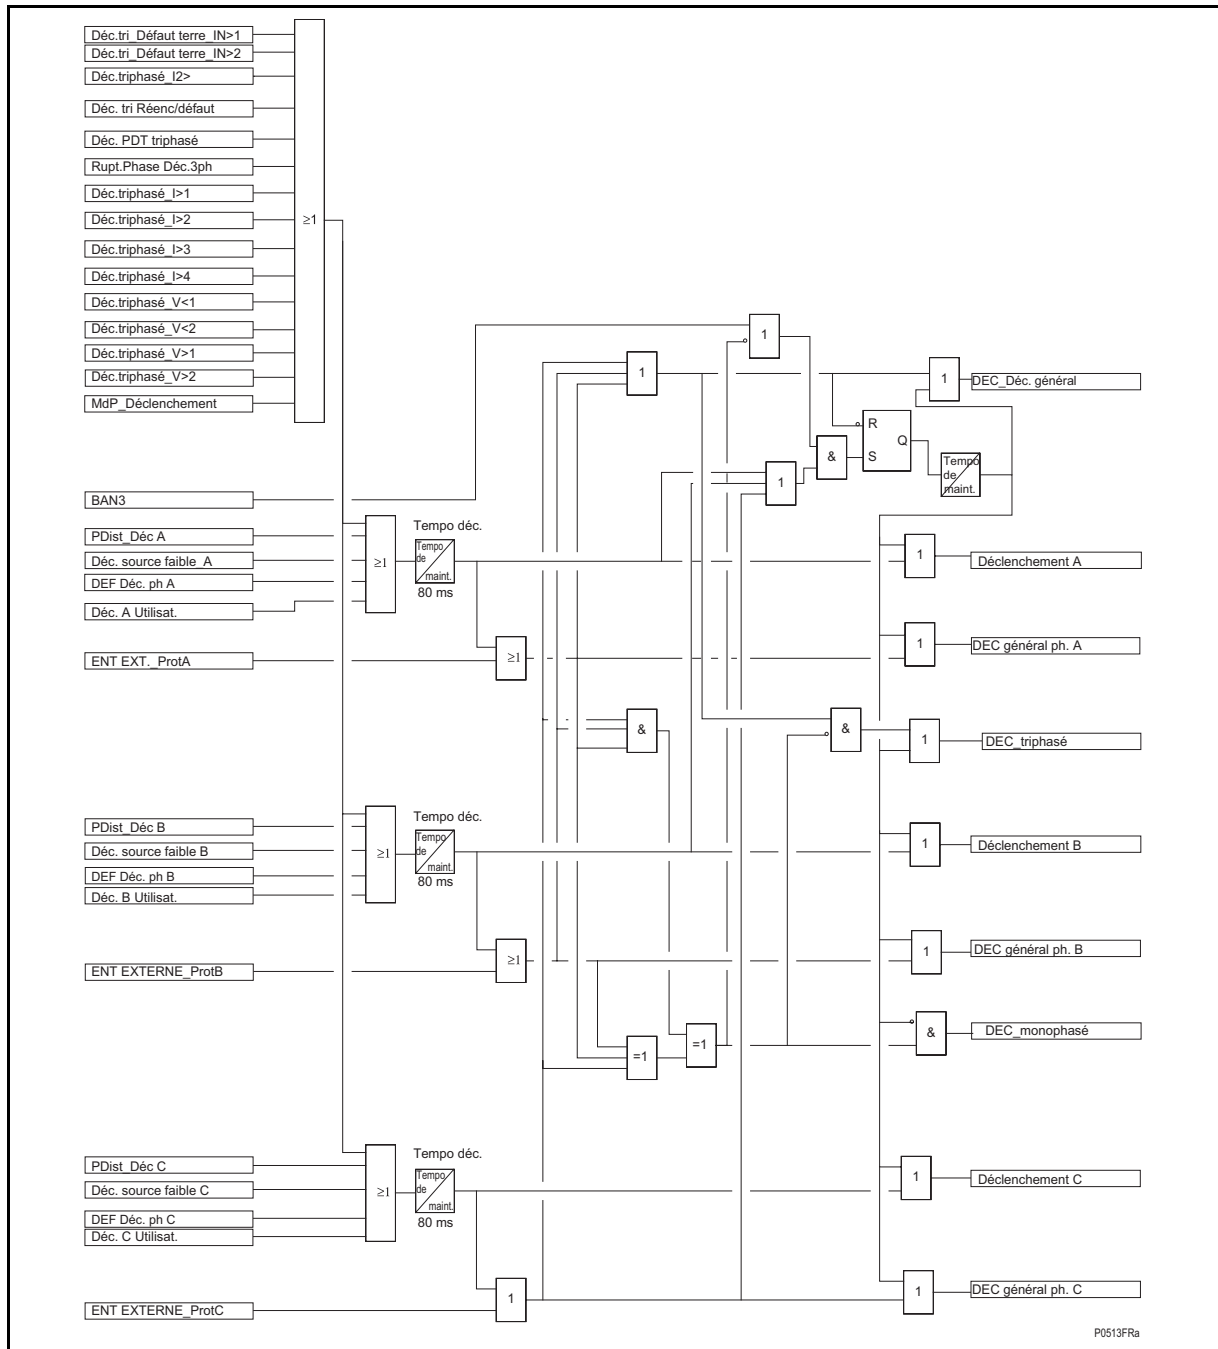 Déc.tri_Défaut terre_IN>1
Déc.tri_Défaut terre_IN>2
Déc.triphasé_I2>
Déc. tri Réenc/défaut
Déc. PDT triphasé
Rupt.Phase Déc.3ph
Déc.triphasé_I>1
Déc.triphasé_I>2
≥1
Déc.triphasé_I>3
Déc.triphasé_I>4
Déc.triphasé_V<1
Déc.triphasé_V<2
Déc.triphasé_V>1
Déc.triphasé_V>2
MdP_Déclenchement
1
1
1
DEC_Déc. général
R
Q
S
&
Tempo
de
maint.
1
BAN3
PDist_Déc A
Déc. source faible_A
DEF Déc. ph A
Déc. A Utilisat.
≥1
Tempo déc.
Tempo
de
maint.
80 ms
1
Déclenchement A
ENT EXT._ProtA
≥1
1
DEC général ph. A
&
&
1
DEC_triphasé
PDist_Déc B
Déc. source faible B
DEF Déc. ph B
Déc. B Utilisat.
≥1
Tempo déc.
Tempo
de
maint.
80 ms
1
Déclenchement B
ENT EXTERNE_ProtB
≥1
1
DEC général ph. B
=1
=1
&
DEC_monophasé
PDist_Déc C
Déc. source faible C
DEF Déc. ph C
Déc. C Utilisat.
≥1
Tempo déc.
Tempo
de
maint.
80 ms
1
Déclenchement C
ENT EXTERNE_ProtC
1
1
DEC général ph. C
P0513FRa